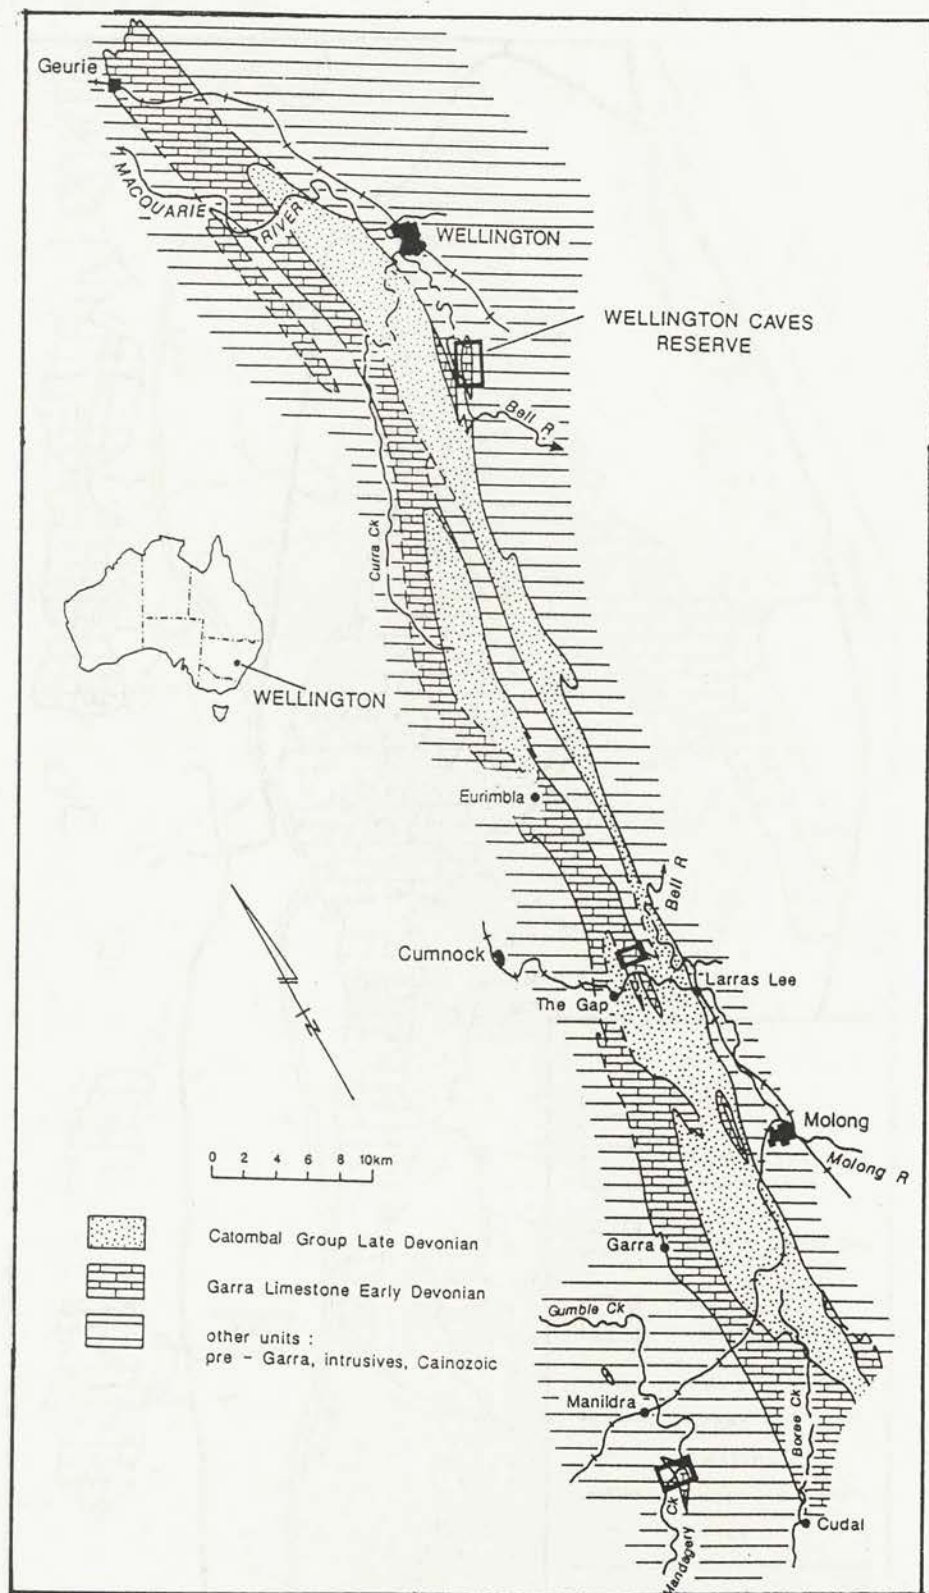 Geurie
MACQUARIE
RIVER
WELLINGTON
WELLINGTON CAVES
RESERVE
Bell R
Curra Ck
WELLINGTON
Eurimbla
Bell R
Cumnock
Larras Lee
The Gap
N
Molong
Molong R
0 2 4 6 8 10km
Catombal Group Late Devonian
Garra
Garra Limestone Early Devonian
Gumble Ck
other units :
pre - Garra, intrusives, Cainozoic
Manildra
Boree Ck
Cudal
Mandagery Ck